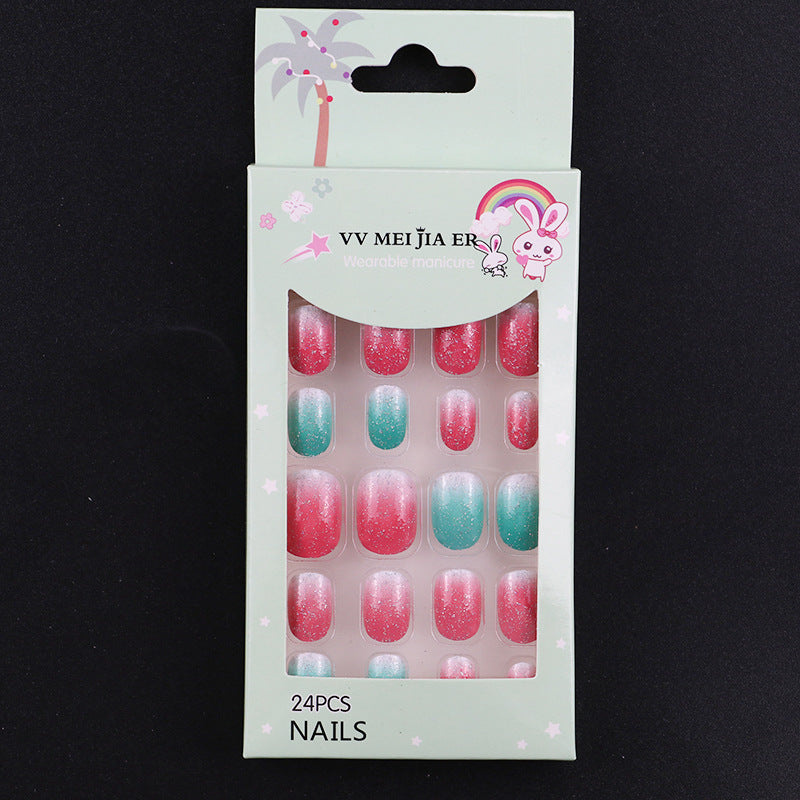 VV MEI JIA ER
Wearable manicure
24PCS
NAILS